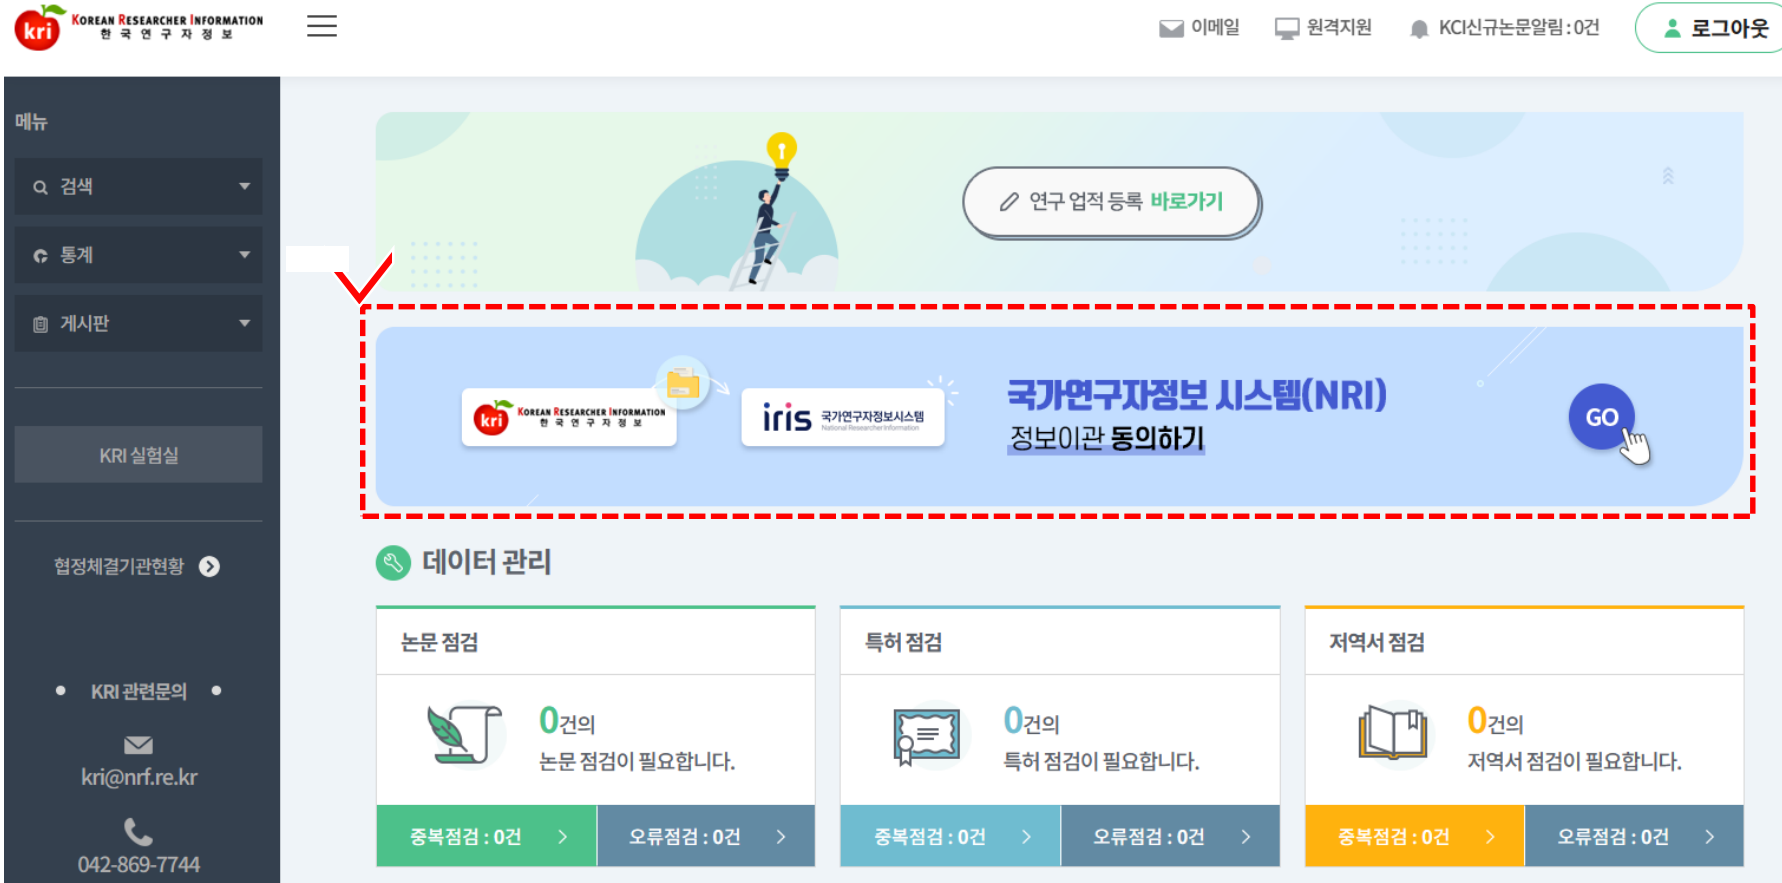 kri KOREAN RESEARCHER INFORMATION
한국연구자정보
이메일
원격지원
KCI신규논문알림 : 0건
로그아웃
메뉴
검색
통계
게시판
KRI 실험실
협정체결기관현황
KRI 관련문의
kri@nrf.re.kr
042-869-7744
연구 업적 등록 바로가기
kri KOREAN RESEARCHER INFORMATION
한국연구자정보
iris 국가연구자정보시스템
National Researcher Information
국가연구자정보 시스템(NRI)
정보이관 동의하기
GO
데이터 관리
논문 점검
0건의
논문 점검이 필요합니다.
중복점검 : 0건
오류점검 : 0건
특허 점검
0건의
특허 점검이 필요합니다.
중복점검 : 0건
오류점검 : 0건
저역서 점검
0건의
저역서 점검이 필요합니다.
중복점검 : 0건
오류점검 : 0건